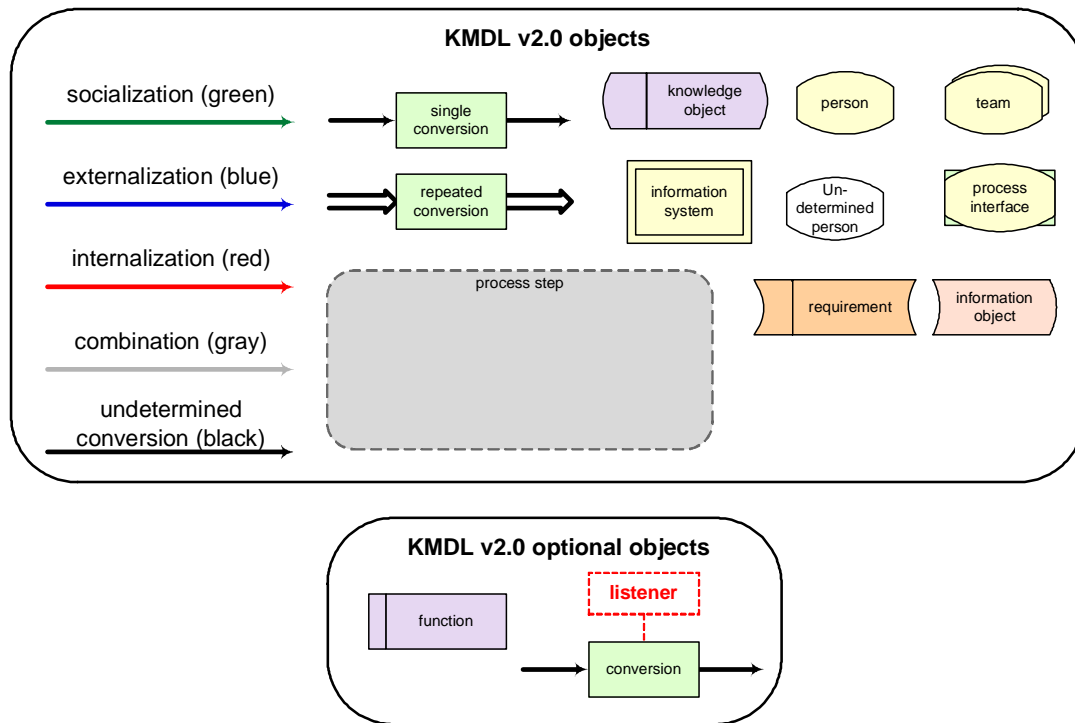 KMDL v2.0 objects
socialization (green)
externalization (blue)
internalization (red)
combination (gray)
undetermined
conversion (black)
single
conversion
repeated
conversion
process step
knowledge
object
person
team
information
system
Un-
determined
person
process
interface
requirement
information
object
KMDL v2.0 optional objects
function
listener
conversion